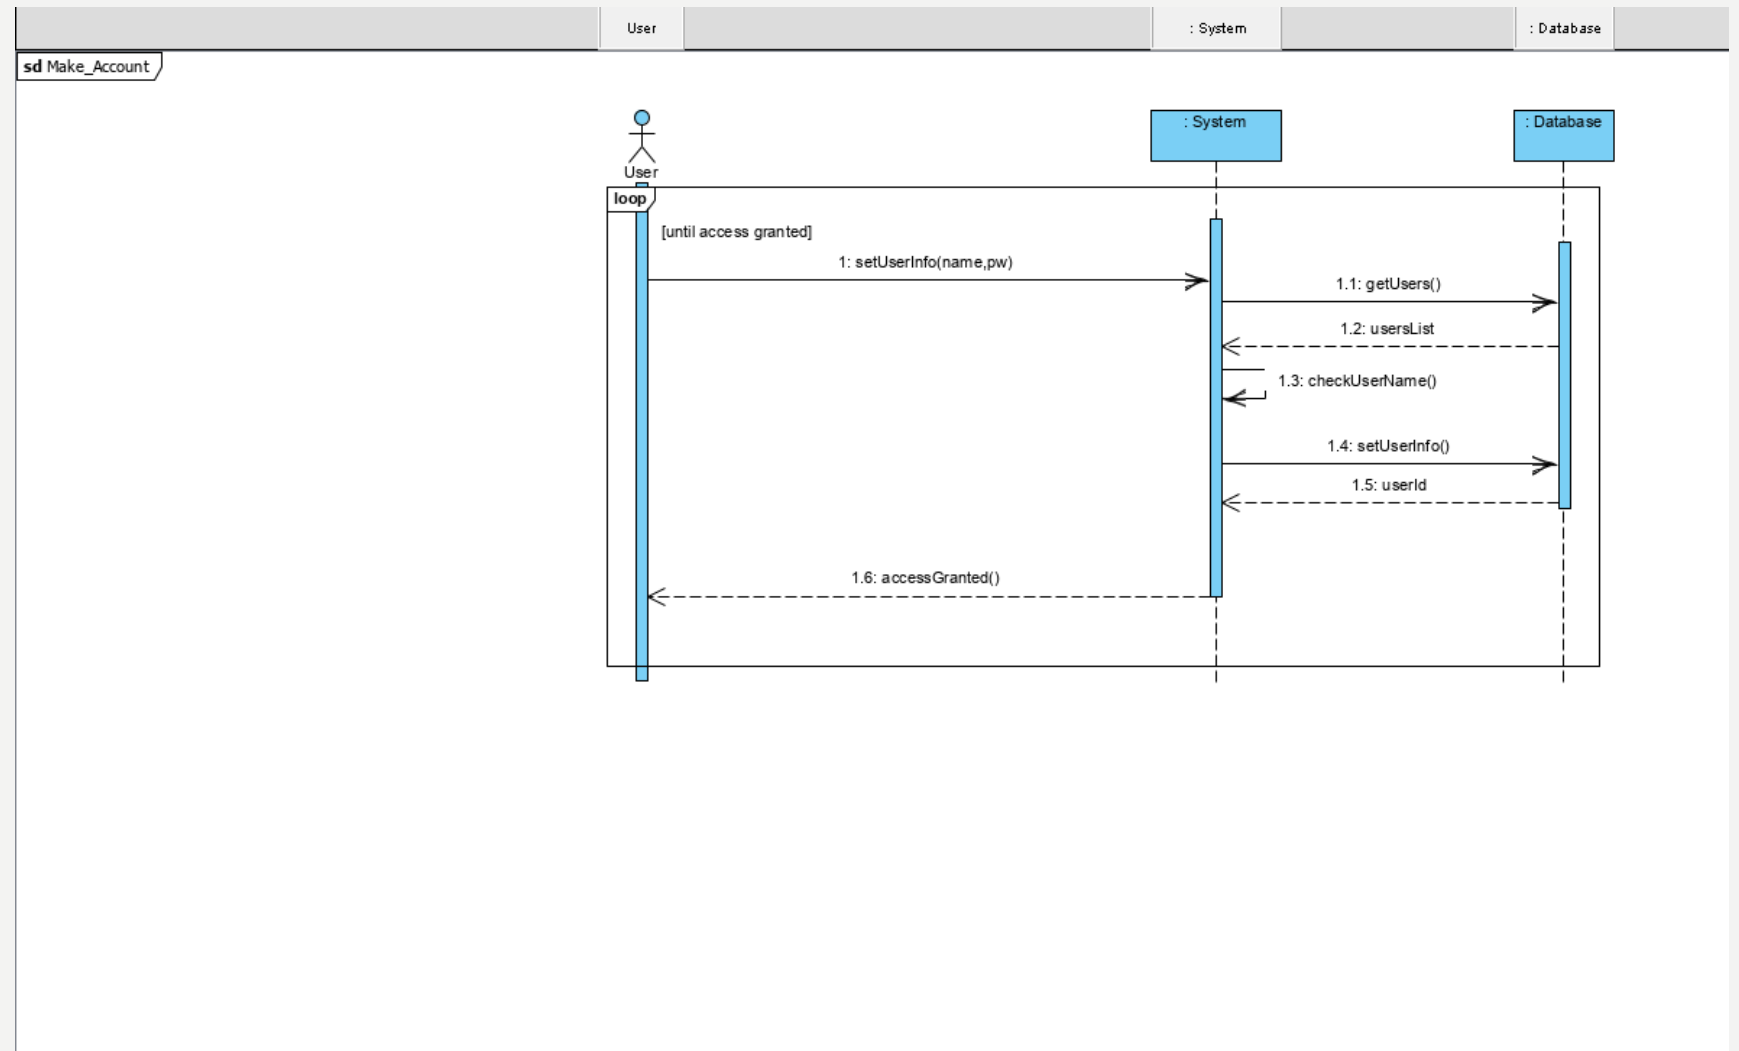 User
: System
: Database
sd Make_Account
: System
: Database
User
loop
[until access granted]
1: setUserInfo(name,pw)
1.1: getUsers()
1.2: usersList
1.3: checkUserName()
1.4: setUserInfo()
1.5: userId
1.6: accessGranted()